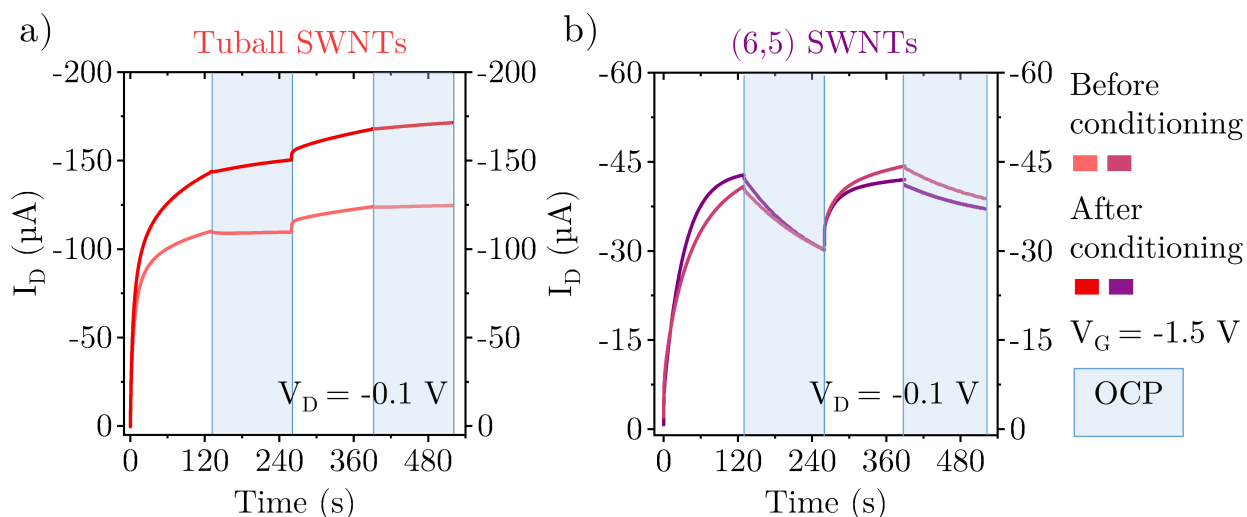 a)
Tuball SWNTs
-200
-150
-100
-50
0
I_D (µA)
-200
-150
-100
-50
0
V_D = -0.1 V
0 120 240 360 480
Time (s)
b)
(6,5) SWNTs
-60
-45
-30
-15
0
I_D (µA)
-60
-45
-30
-15
0
V_D = -0.1 V
0 120 240 360 480
Time (s)
Before
conditioning
After
conditioning
V_G = -1.5 V
OCP